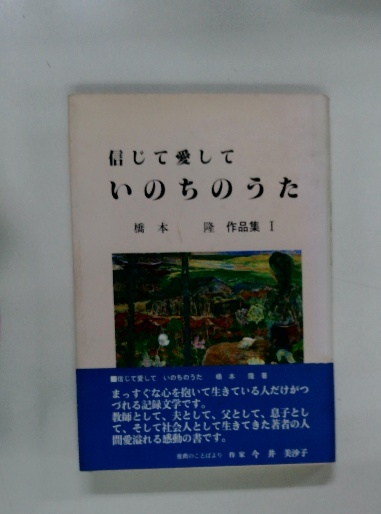 信じて愛して
いのちのうた
橋本 隆 作品集 I
■信じて愛して いのちのうた 橋本 隆 著
まっすぐな心を抱いて生きている人だけがつ
づれる記録文学です。
教師として、夫として、父として、息子とし
て、そして社会人として生きてきた著者の人
間愛溢れる感動の書です。
推薦のことばより 作家 今井 美沙子